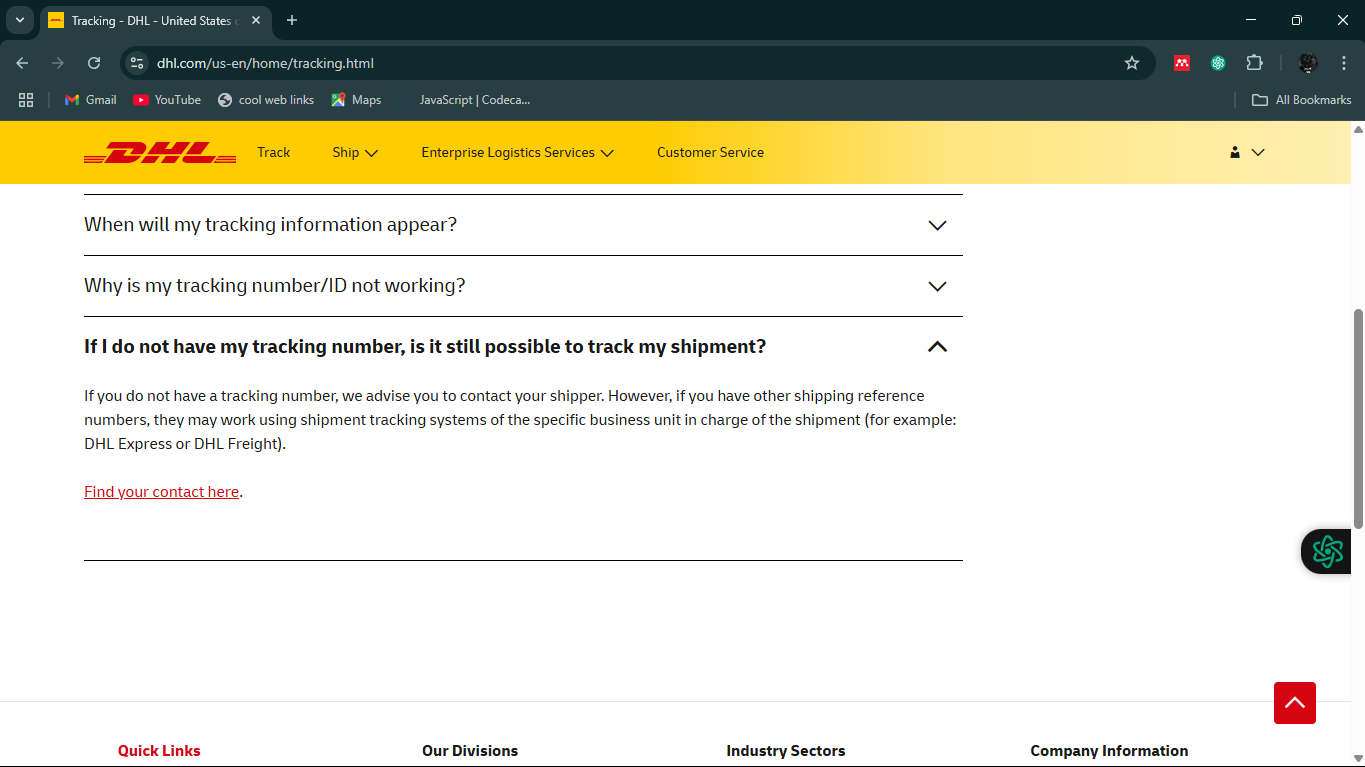 Tracking - DHL - United States
dhl.com/us-en/home/tracking.html
Gmail YouTube cool web links Maps JavaScript | Codeca... All Bookmarks
DHL Track Ship Enterprise Logistics Services Customer Service
When will my tracking information appear?
Why is my tracking number/ID not working?
If I do not have my tracking number, is it still possible to track my shipment?
If you do not have a tracking number, we advise you to contact your shipper. However, if you have other shipping reference
numbers, they may work using shipment tracking systems of the specific business unit in charge of the shipment (for example:
DHL Express or DHL Freight).
Find your contact here.
Quick Links Our Divisions Industry Sectors Company Information